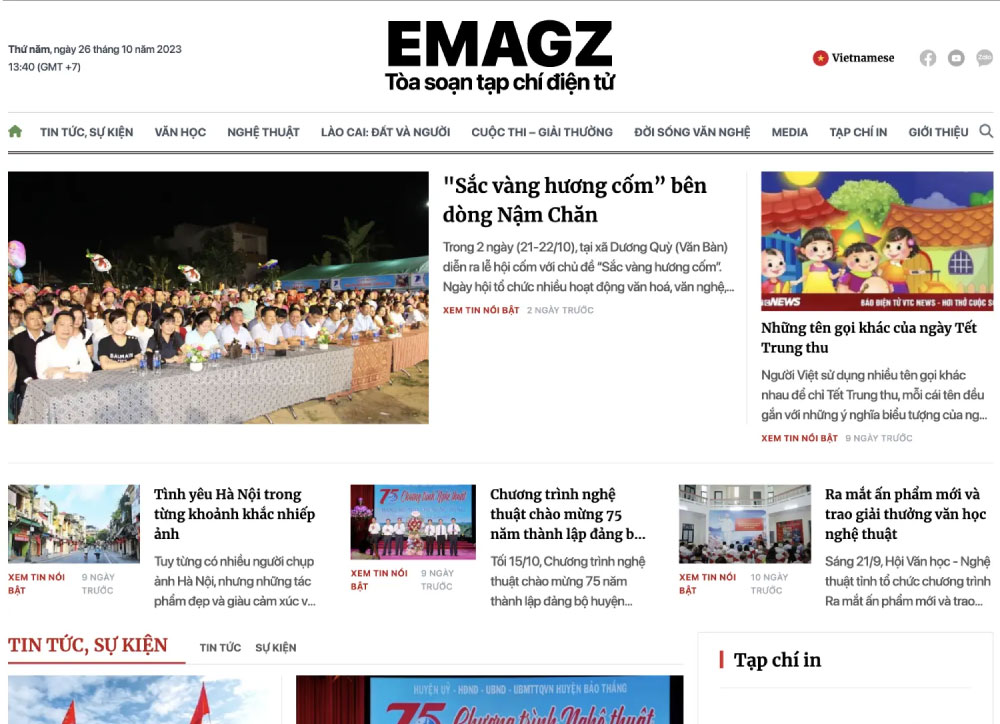 Thứ năm, ngày 26 tháng 10 năm 2023
13:40 (GMT +7)
EMAGZ
Tòa soạn tạp chí điện tử
Vietnamese
Zalo
TIN TỨC, SỰ KIỆN VĂN HỌC NGHỆ THUẬT LÀO CAI: ĐẤT VÀ NGƯỜI CUỘC THI – GIẢI THƯỞNG ĐỜI SỐNG VĂN NGHỆ MEDIA TẠP CHÍ IN GIỚI THIỆU
BALMAIN
"Sắc vàng hương cốm” bên
dòng Nậm Chăn
Trong 2 ngày (21-22/10), tại xã Dương Quỳ (Văn Bàn)
diễn ra lễ hội cốm với chủ đề “Sắc vàng hương cốm”.
Ngày hội tổ chức nhiều hoạt động văn hoá, văn nghệ,...
XEM TIN NỔI BẬT 2 NGÀY TRƯỚC
NEWS
BÁO ĐIỆN TỬ VTC NEWS - HƠI THỞ CUỘC S
Những tên gọi khác của ngày Tết
Trung thu
Người Việt sử dụng nhiều tên gọi khác
nhau để chỉ Tết Trung thu, mỗi cái tên đều
gắn với những ý nghĩa biểu tượng của ng...
XEM TIN NỔI BẬT 9 NGÀY TRƯỚC
Tình yêu Hà Nội trong
từng khoảnh khắc nhiếp
ảnh
Tuy từng có nhiều người chụp
ảnh Hà Nội, nhưng những tác
phẩm đẹp và giàu cảm xúc v...
XEM TIN NỔI
BẬT
9 NGÀY
TRƯỚC
75 Chương trình Nghệ thuật
Chương trình nghệ
thuật chào mừng 75
năm thành lập đảng b...
Tối 15/10, Chương trình nghệ
thuật chào mừng 75 năm
thành lập đảng bộ huyện...
XEM TIN NỔI
BẬT
9 NGÀY
TRƯỚC
Ra mắt ấn phẩm mới và
trao giải thưởng văn học
nghệ thuật
Sáng 21/9, Hội Văn học - Nghệ
thuật tỉnh tổ chức chương trình
Ra mắt ấn phẩm mới và trao...
XEM TIN NỔI
BẬT
10 NGÀY
TRƯỚC
TIN TỨC, SỰ KIỆN TIN TỨC SỰ KIỆN
Tạp chí in
HUYỆN UỶ - HĐND - UBND - UBMTTQVN HUYỆN BẢO THẮNG
75 Chương trình Nghệ thuật